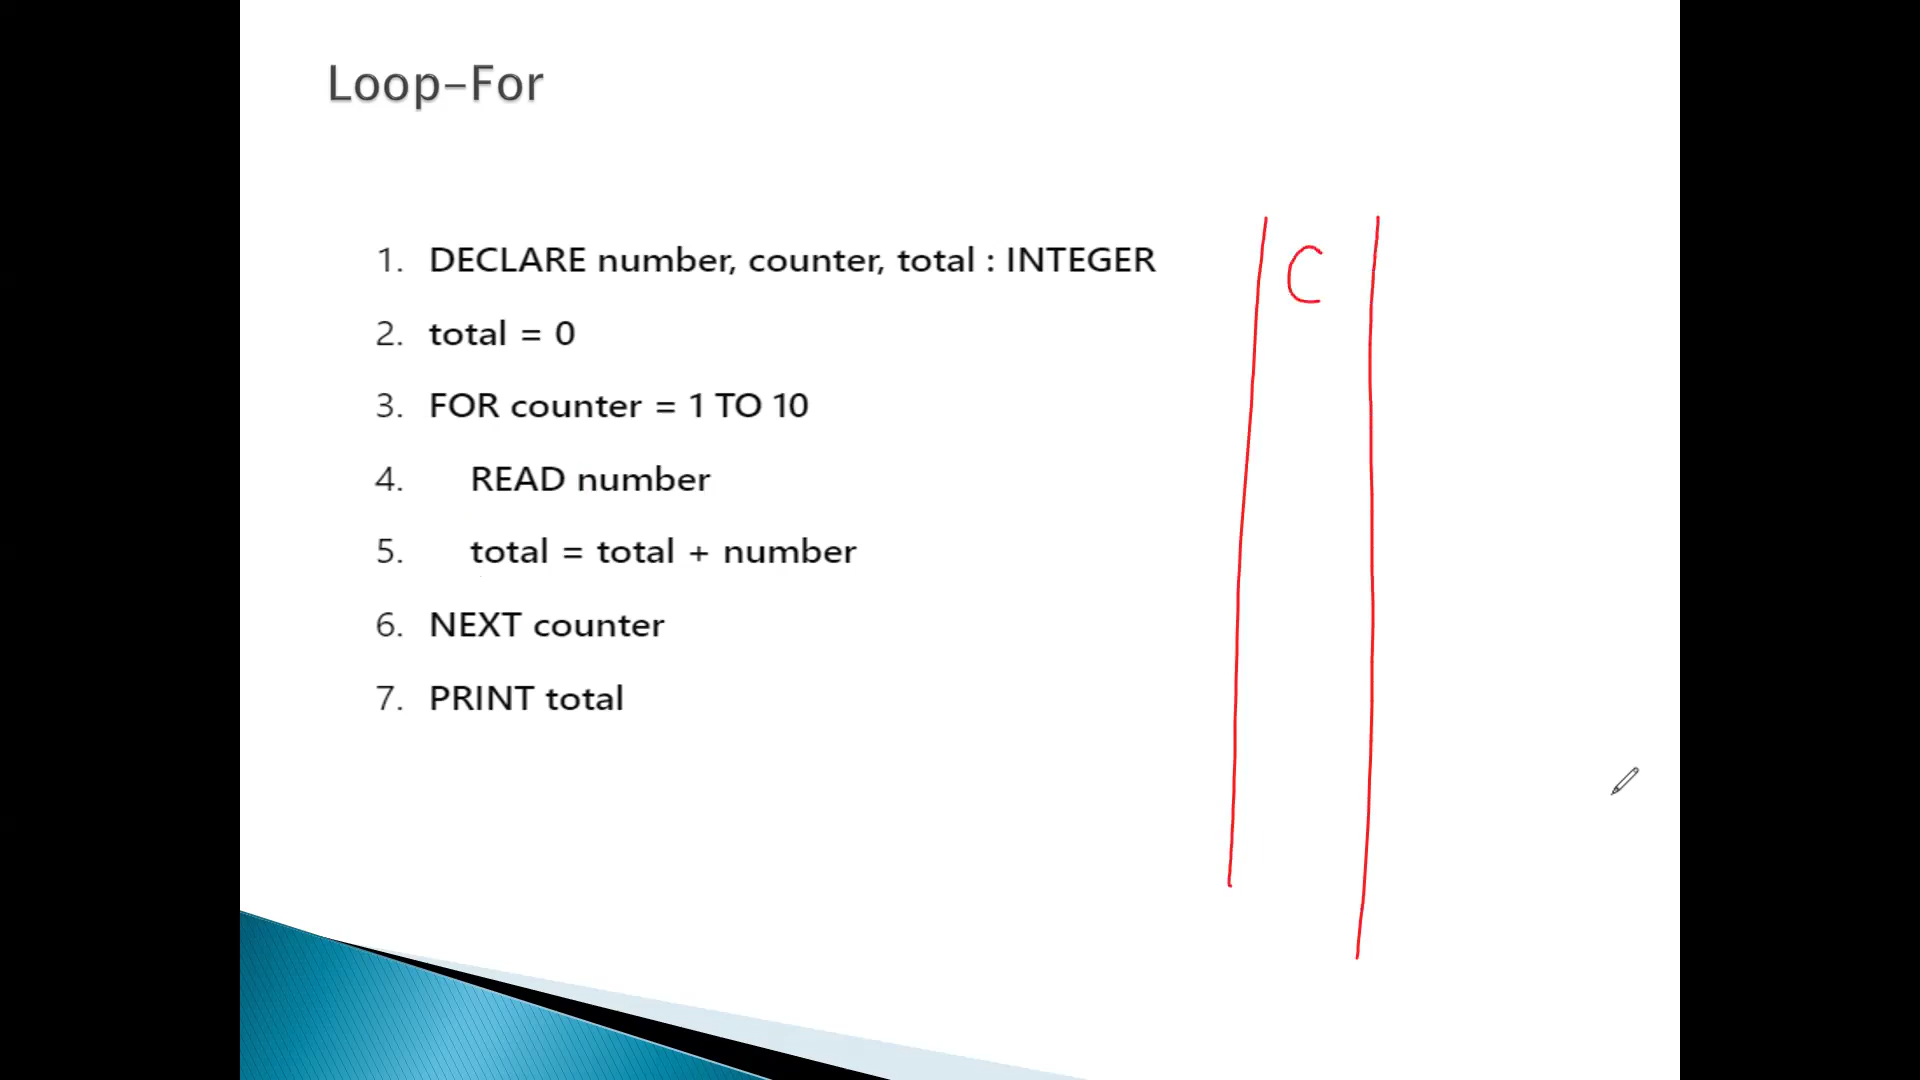 Loop-For
1. DECLARE number, counter, total : INTEGER
2. total = 0
3. FOR counter = 1 TO 10
4. READ number
5. total = total + number
6. NEXT counter
7. PRINT total
C